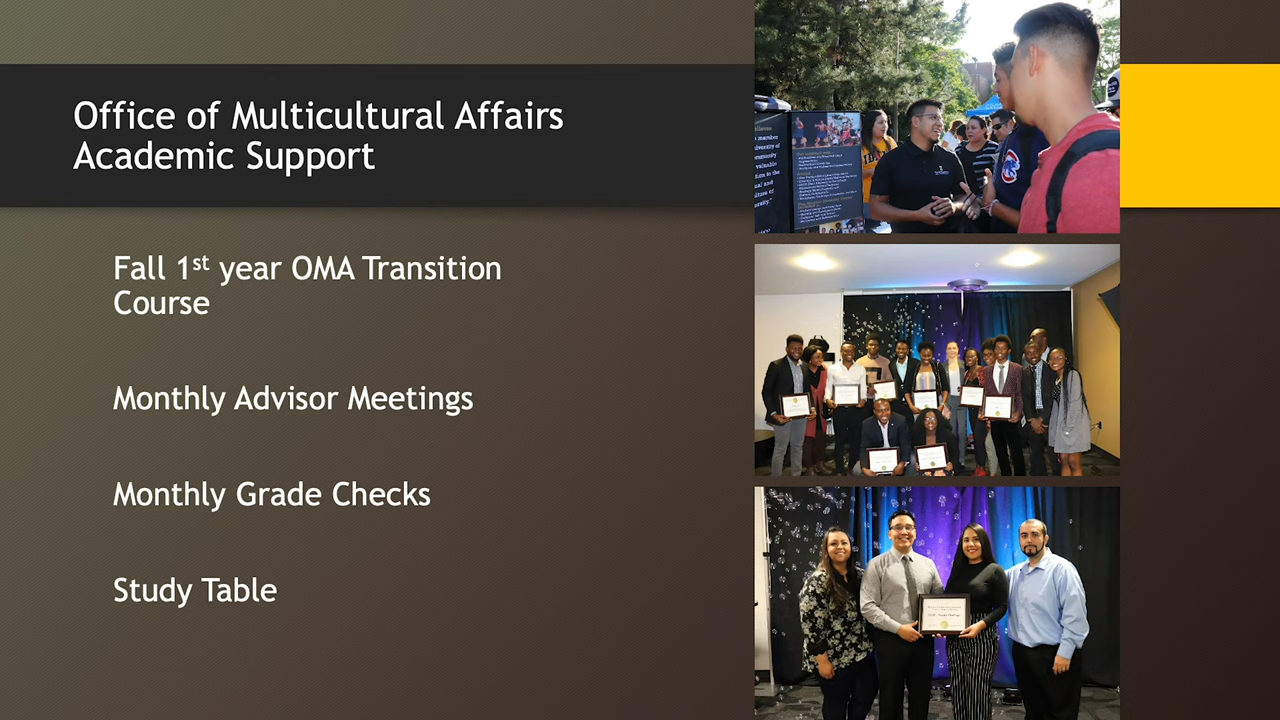 Office of Multicultural Affairs
Academic Support
Fall 1st year OMA Transition
Course
Monthly Advisor Meetings
Monthly Grade Checks
Study Table